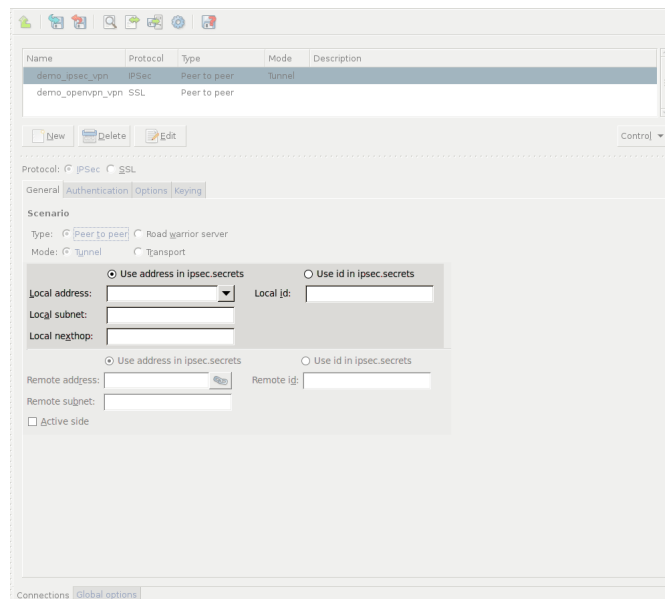 Name Protocol Type Mode Description
demo_ipsec_vpn IPSec Peer to peer Tunnel
demo_openvpn_vpn SSL Peer to peer
New Delete Edit Control
Protocol: IPSec SSL
General Authentication Options Keying
Scenario
Type: Peer to peer Road warrior server
Mode: Tunnel Transport
Use address in ipsec.secrets Use id in ipsec.secrets
Local address: Local id:
Local subnet:
Local nexthop:
Use address in ipsec.secrets Use id in ipsec.secrets
Remote address: Remote id:
Remote subnet:
Active side
Connections Global options